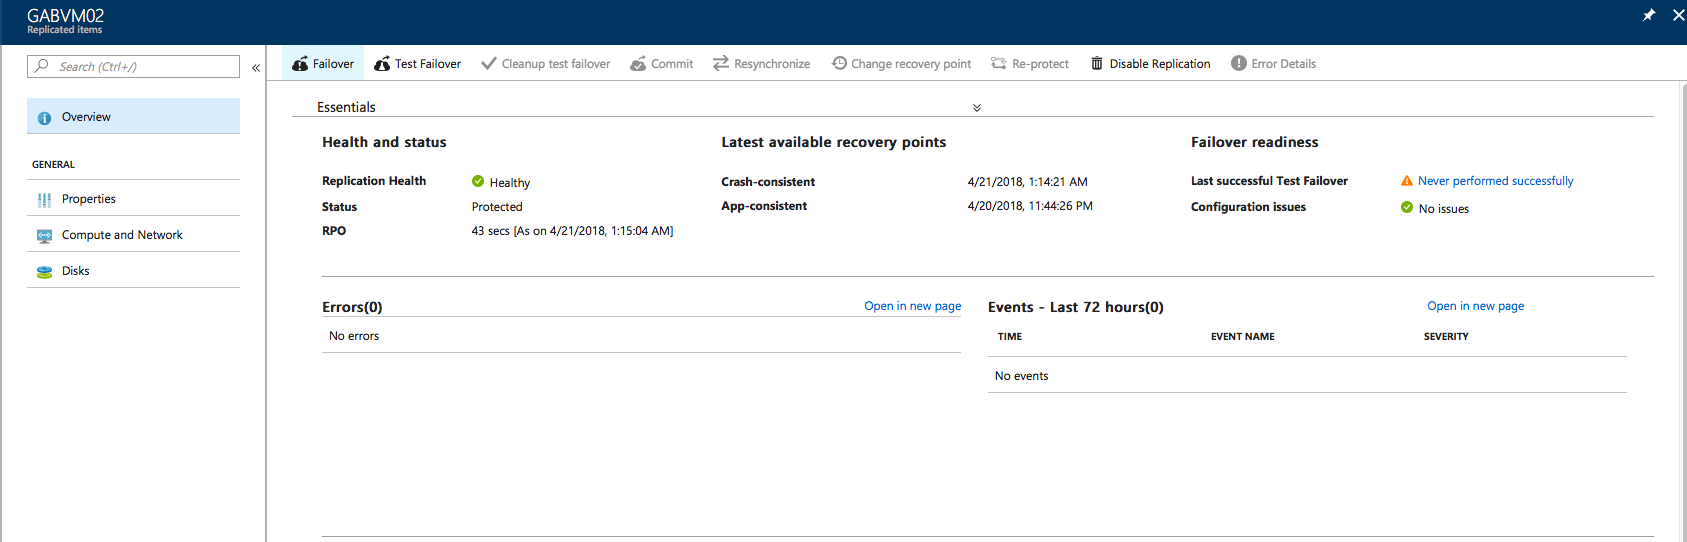 GABVM02
Replicated items
Search (Ctrl+/)
Overview
GENERAL
Properties
Compute and Network
Disks
Failover
Test Failover
Cleanup test failover
Commit
Resynchronize
Change recovery point
Re-protect
Disable Replication
Error Details
Essentials
Health and status
Replication Health Healthy
Status Protected
RPO 43 secs [As on 4/21/2018, 1:15:04 AM]
Latest available recovery points
Crash-consistent 4/21/2018, 1:14:21 AM
App-consistent 4/20/2018, 11:44:26 PM
Failover readiness
Last successful Test Failover Never performed successfully
Configuration issues No issues
Errors(0) Open in new page
No errors
Events - Last 72 hours(0) Open in new page
TIME EVENT NAME SEVERITY
No events